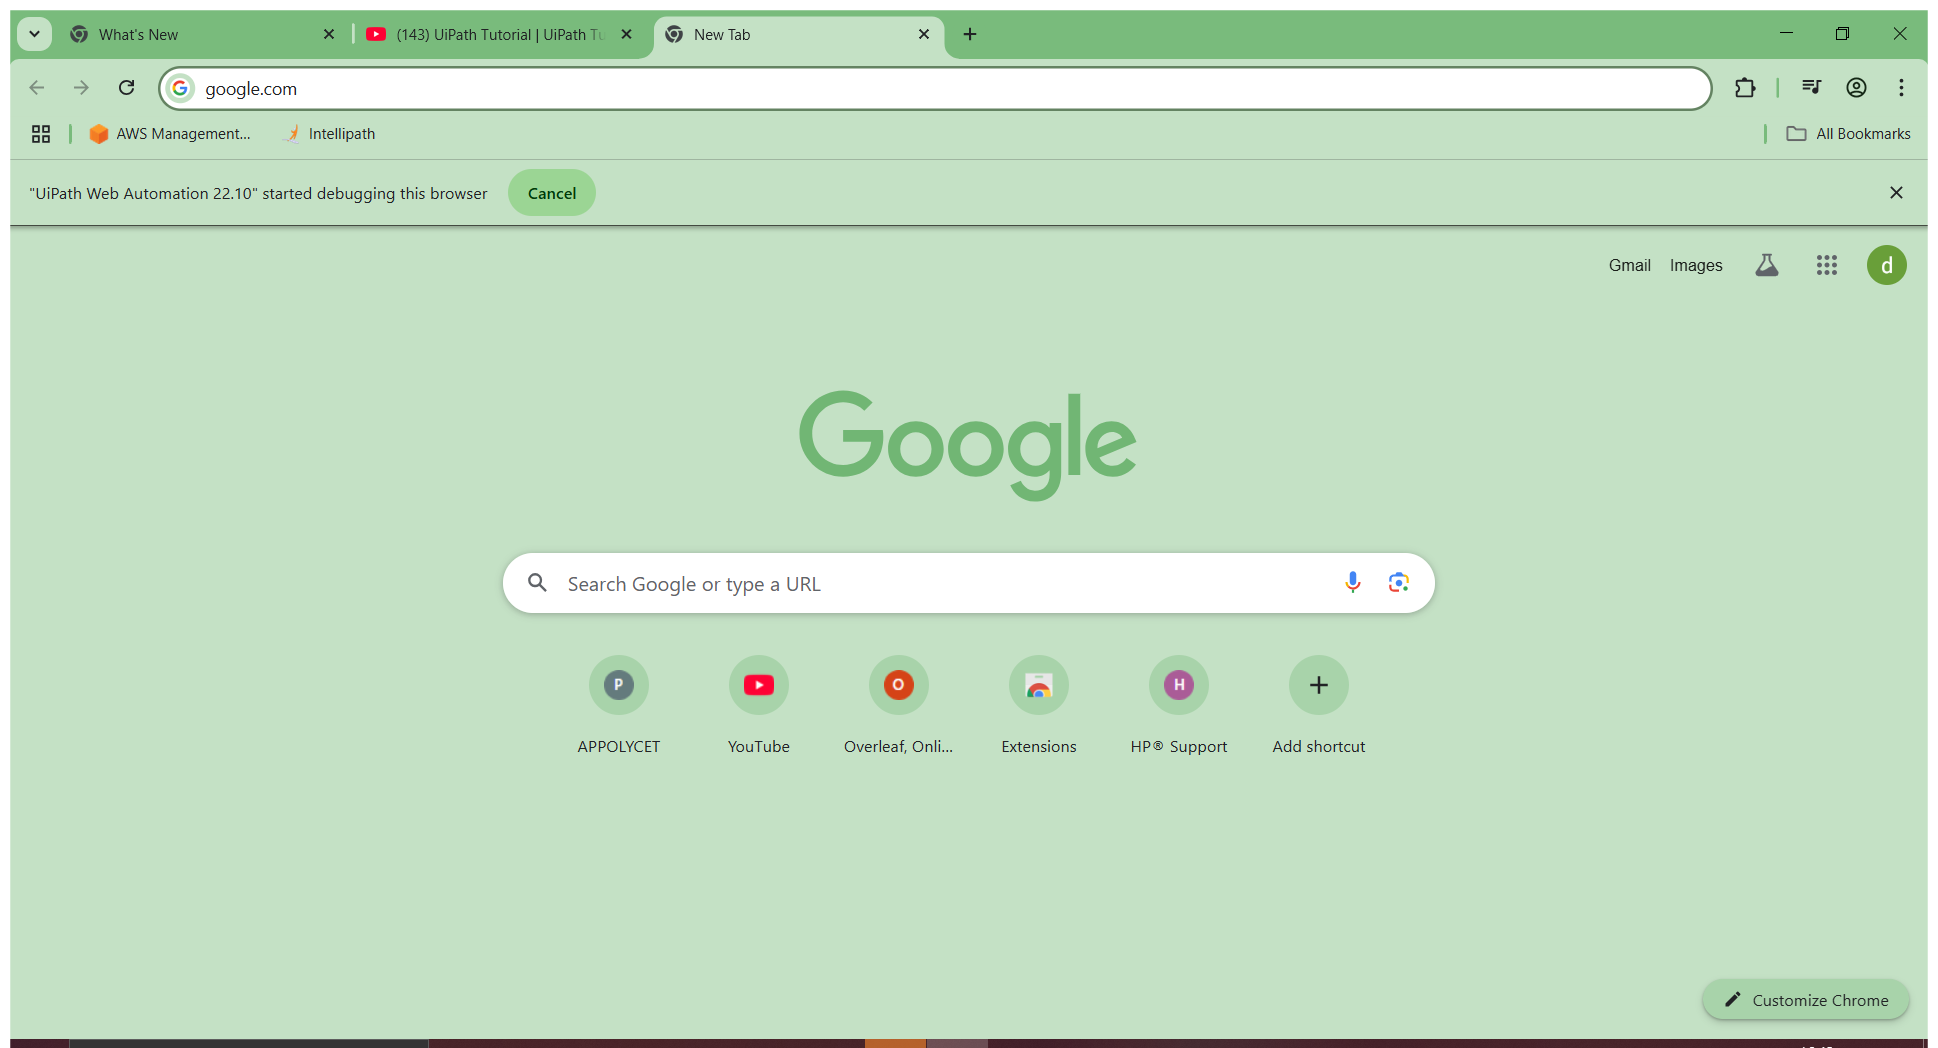 What's New
(143) UiPath Tutorial | UiPath Tu
New Tab
google.com
AWS Management...
Intellipath
All Bookmarks
"UiPath Web Automation 22.10" started debugging this browser
Cancel
Gmail
Images
d
Google
Search Google or type a URL
P
O
H
APPOLYCET
YouTube
Overleaf, Onli...
Extensions
HP® Support
Add shortcut
Customize Chrome